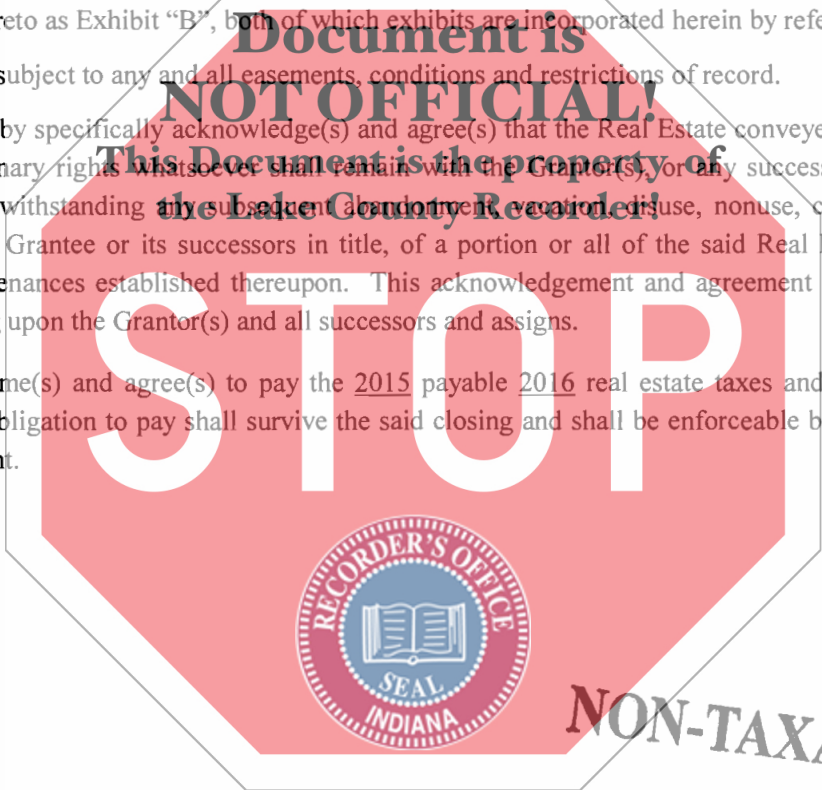 reto as Exhibit “B”, both of which exhibits are incorporated herein by refe
Document is
subject to any and all easements, conditions and restrictions of record.
NOT OFFICIAL!
by specifically acknowledge(s) and agree(s) that the Real Estate conveye
This Document is the property of
nary rights whatsoever shall remain with the Grantor(s), or any success
the Lake County Recorder!
withstanding any subsequent abandonment, vacation, disuse, nonuse, c
Grantee or its successors in title, of a portion or all of the said Real
enances established thereupon. This acknowledgement and agreement
upon the Grantor(s) and all successors and assigns.
STOP
me(s) and agree(s) to pay the 2015 payable 2016 real estate taxes and
bligation to pay shall survive the said closing and shall be enforceable b
nt.
RECORDER'S OFFICE
SEAL
INDIANA
NON-TAXA